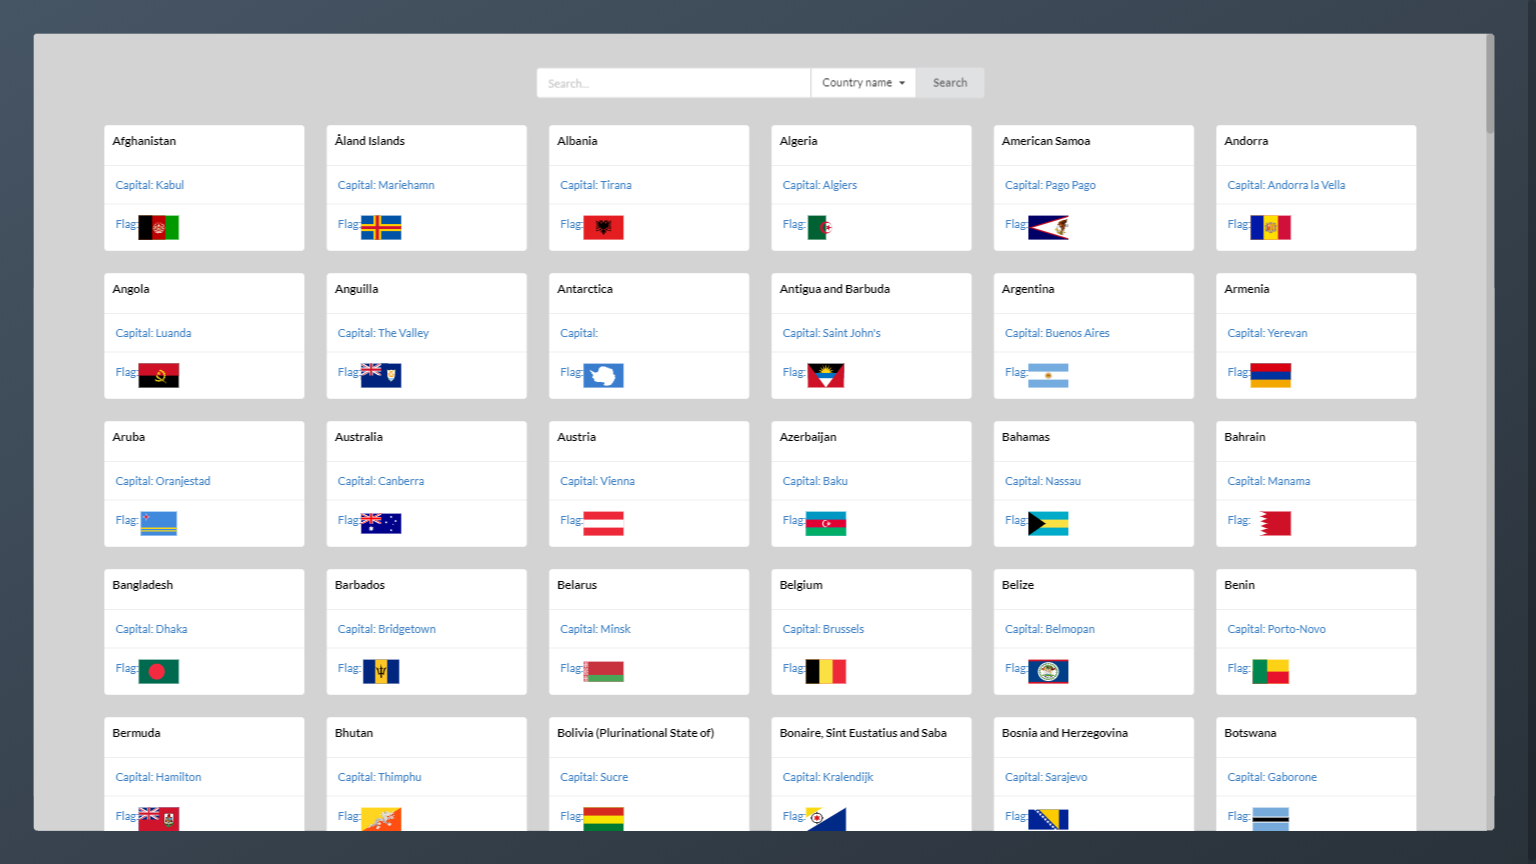 Search... Country name Search
Afghanistan Åland Islands Albania Algeria American Samoa Andorra
Capital: Kabul Capital: Mariehamn Capital: Tirana Capital: Algiers Capital: Pago Pago Capital: Andorra la Vella
Flag: Flag: Flag: Flag: Flag: Flag:
Angola Anguilla Antarctica Antigua and Barbuda Argentina Armenia
Capital: Luanda Capital: The Valley Capital: Capital: Saint John's Capital: Buenos Aires Capital: Yerevan
Flag: Flag: Flag: Flag: Flag: Flag:
Aruba Australia Austria Azerbaijan Bahamas Bahrain
Capital: Oranjestad Capital: Canberra Capital: Vienna Capital: Baku Capital: Nassau Capital: Manama
Flag: Flag: Flag: Flag: Flag: Flag:
Bangladesh Barbados Belarus Belgium Belize Benin
Capital: Dhaka Capital: Bridgetown Capital: Minsk Capital: Brussels Capital: Belmopan Capital: Porto-Novo
Flag: Flag: Flag: Flag: Flag: Flag:
Bermuda Bhutan Bolivia (Plurinational State of) Bonaire, Sint Eustatius and Saba Bosnia and Herzegovina Botswana
Capital: Hamilton Capital: Thimphu Capital: Sucre Capital: Kralendijk Capital: Sarajevo Capital: Gaborone
Flag: Flag: Flag: Flag: Flag: Flag: